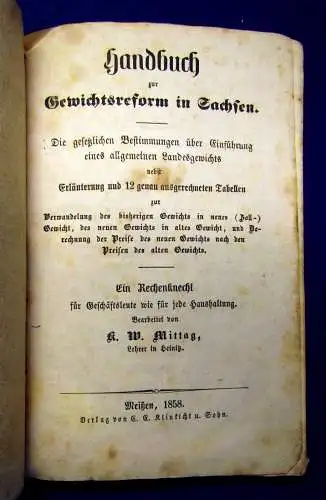 Handbuch
zur
Gewichtsreform in Sachsen.
Die gesetzlichen Bestimmungen über Einführung
eines allgemeinen Landesgewichts
nebst
Erläuterung und 12 genau ausgerechneten Tabellen
zur
Verwandelung des bisherigen Gewichts in neues (Zoll-)
Gewicht, des neuen Gewichts in altes Gewicht, und Be-
rechnung der Preise des neuen Gewichts nach den
Preisen des alten Gewichts.
Ein Rechenknecht
für Geschäftsleute wie für jede Haushaltung.
Bearbeitet von
K. W. Mittag,
Lehrer in Heinitz.
Meißen, 1858.
Verlag von C. E. Klinkicht u. Sohn.